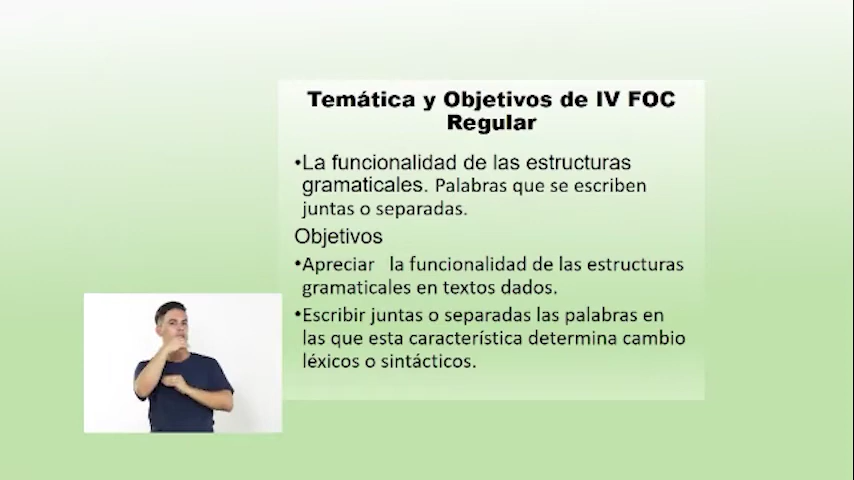 Temática y Objetivos de IV FOC
Regular
•La funcionalidad de las estructuras
gramaticales. Palabras que se escriben
juntas o separadas.
Objetivos
•Apreciar la funcionalidad de las estructuras
gramaticales en textos dados.
•Escribir juntas o separadas las palabras en
las que esta característica determina cambio
léxicos o sintácticos.